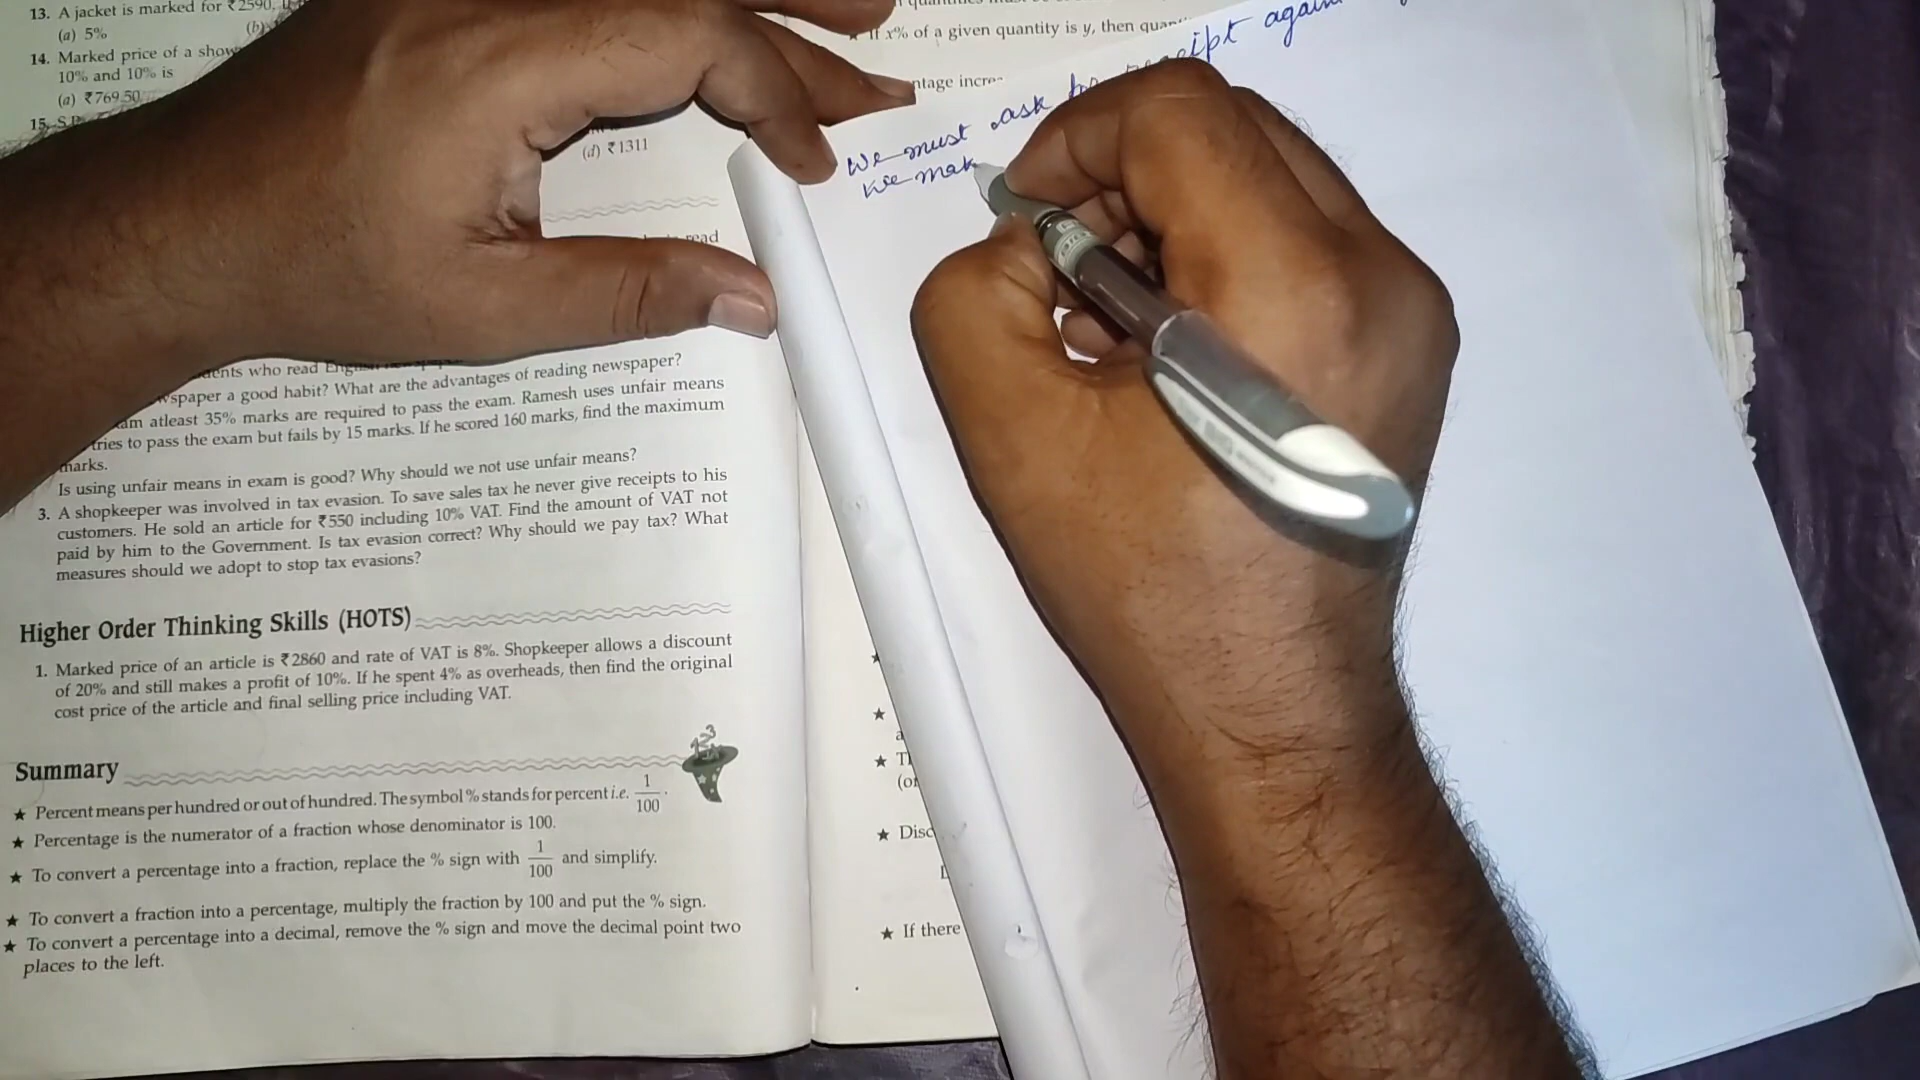 13. A jacket is marked for ₹2590.
(a) 5%
(b)
14. Marked price of a show
10% and 10% is
(a) ₹769.50
15. S.P.
(d) ₹1311
read
who read
wspaper a good habit? What are the advantages of reading newspaper?
am atleast 35% marks are required to pass the exam. Ramesh uses unfair means
tries to pass the exam but fails by 15 marks. If he scored 160 marks, find the maximum
marks.
Is using unfair means in exam is good? Why should we not use unfair means?
3. A shopkeeper was involved in tax evasion. To save sales tax he never give receipts to his
customers. He sold an article for ₹550 including 10% VAT. Find the amount of VAT not
paid by him to the Government. Is tax evasion correct? Why should we pay tax? What
measures should we adopt to stop tax evasions?
Higher Order Thinking Skills (HOTS)
1. Marked price of an article is ₹2860 and rate of VAT is 8%. Shopkeeper allows a discount
of 20% and still makes a profit of 10%. If he spent 4% as overheads, then find the original
cost price of the article and final selling price including VAT.
Summary
123
★ Percent means per hundred or out of hundred. The symbol % stands for percent i.e. 1/100.
★ Percentage is the numerator of a fraction whose denominator is 100.
★ To convert a percentage into a fraction, replace the % sign with 1/100 and simplify.
★ To convert a fraction into a percentage, multiply the fraction by 100 and put the % sign.
★ To convert a percentage into a decimal, remove the % sign and move the decimal point two
places to the left.
★ If x% of a given quantity is y, then quan
ntage incre
We must ask receipt again
we mak
★
★
a
★ Th
(or
★ Disc
★ If there